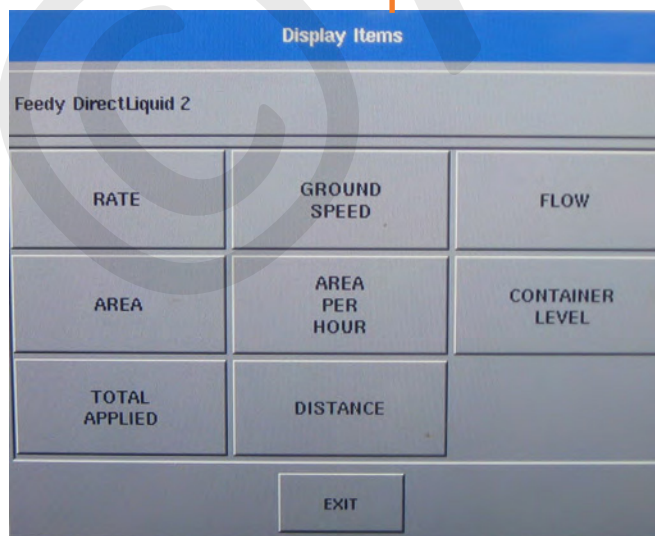 Display Items
Feedy DirectLiquid 2
RATE
GROUND
SPEED
FLOW
AREA
AREA
PER
HOUR
CONTAINER
LEVEL
TOTAL
APPLIED
DISTANCE
EXIT